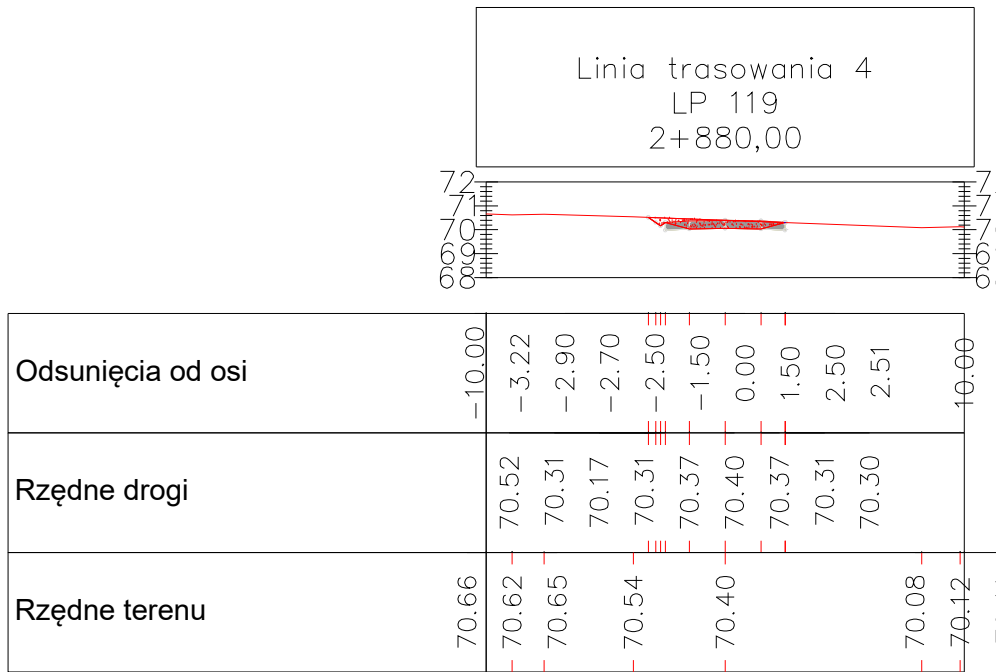 Linia trasowania 4
LP 119
2+880,00
72
71
70
69
68
Odsunięcia od osi -10.00 -3.22 -2.90 -2.70 -2.50 -1.50 0.00 1.50 2.50 2.51 10.00
Rzędne drogi 70.52 70.31 70.17 70.31 70.37 70.40 70.37 70.31 70.30
Rzędne terenu 70.66 70.62 70.65 70.54 70.40 70.08 70.12